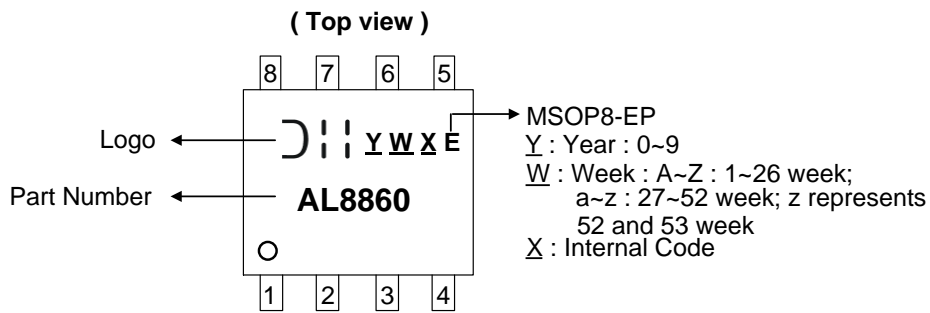 ( Top view )
8 7 6 5
Logo
Y W X E
MSOP8-EP
Y : Year : 0~9
W : Week : A~Z : 1~26 week;
a~z : 27~52 week; z represents
52 and 53 week
X : Internal Code
Part Number
AL8860
1 2 3 4